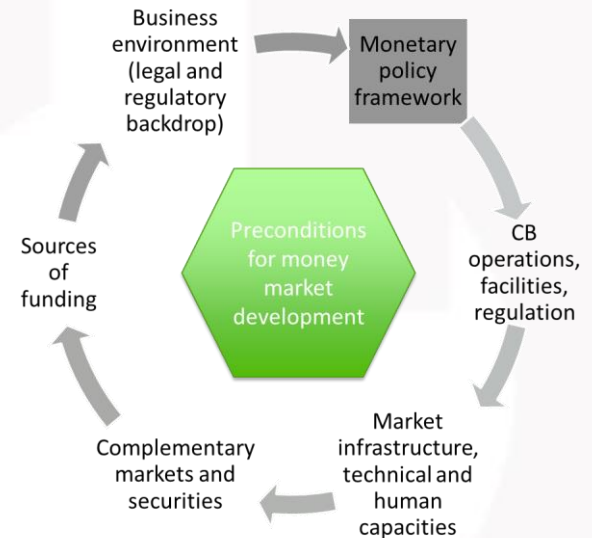 Business
environment
(legal and
regulatory
backdrop)
Monetary
policy
framework
CB
operations,
facilities,
regulation
Market
infrastructure,
technical and
human
capacities
Complementary
markets and
securities
Sources
of
funding
Preconditions
for money
market
development